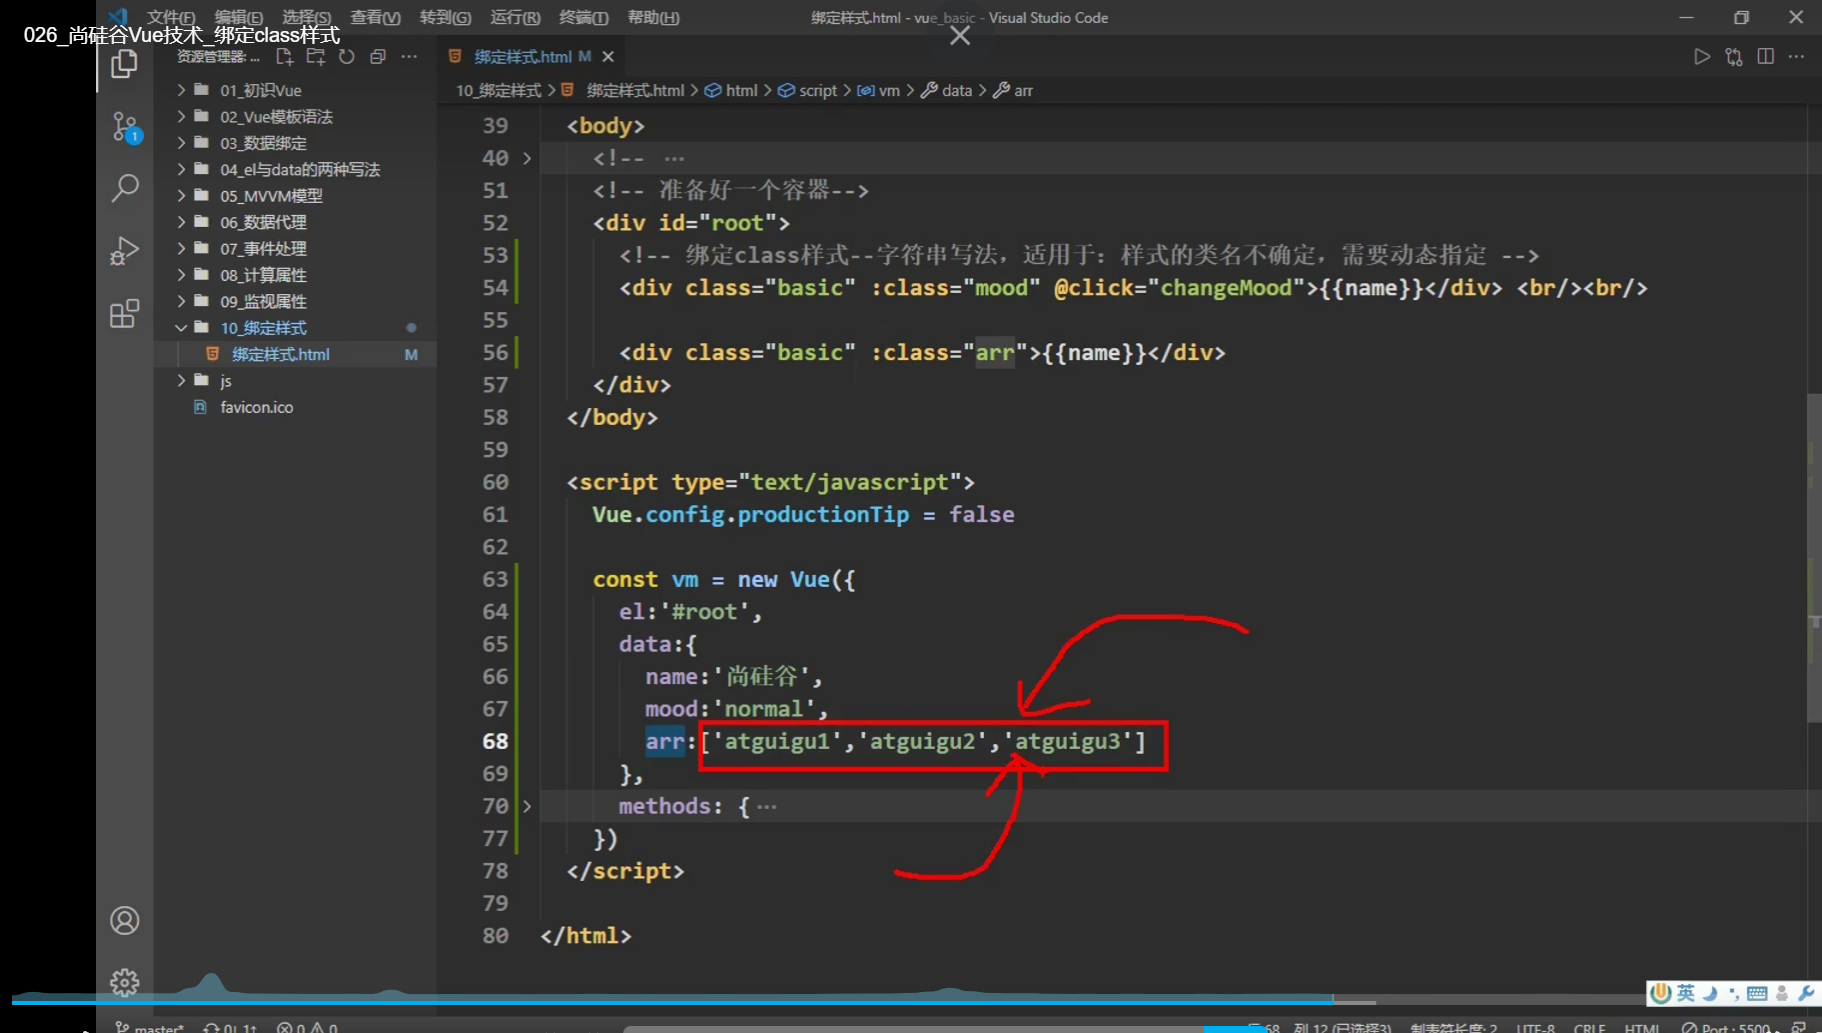 文件(F) 编辑(E) 选择(S) 查看(V) 转到(G) 运行(R) 终端(T) 帮助(H)
绑定样式.html - vue_basic - Visual Studio Code
026_尚硅谷Vue技术_绑定class样式
资源管理器: ...
绑定样式.html M
10_绑定样式 > 绑定样式.html > html > script > vm > data > arr
1
01_初识Vue
02_Vue模板语法
03_数据绑定
04_el与data的两种写法
05_MVVM模型
06_数据代理
07_事件处理
08_计算属性
09_监视属性
10_绑定样式
绑定样式.html M
js
favicon.ico
39 <body>
40 <!-- ...
51 <!-- 准备好一个容器-->
52 <div id="root">
53 <!-- 绑定class样式--字符串写法，适用于：样式的类名不确定，需要动态指定 -->
54 <div class="basic" :class="mood" @click="changeMood">{{name}}</div> <br/><br/>
55
56 <div class="basic" :class="arr">{{name}}</div>
57 </div>
58 </body>
59
60 <script type="text/javascript">
61 Vue.config.productionTip = false
62
63 const vm = new Vue({
64 el:'#root',
65 data:{
66 name:'尚硅谷',
67 mood:'normal',
68 arr:['atguigu1','atguigu2','atguigu3']
69 },
70 methods: { ...
77 })
78 </script>
79
80 </html>
英
master* 0↓ 1↑ 0 0
68, 列 12 (已选择3) 制表符长度: 2 UTF-8 CRLF HTML Port : 5500